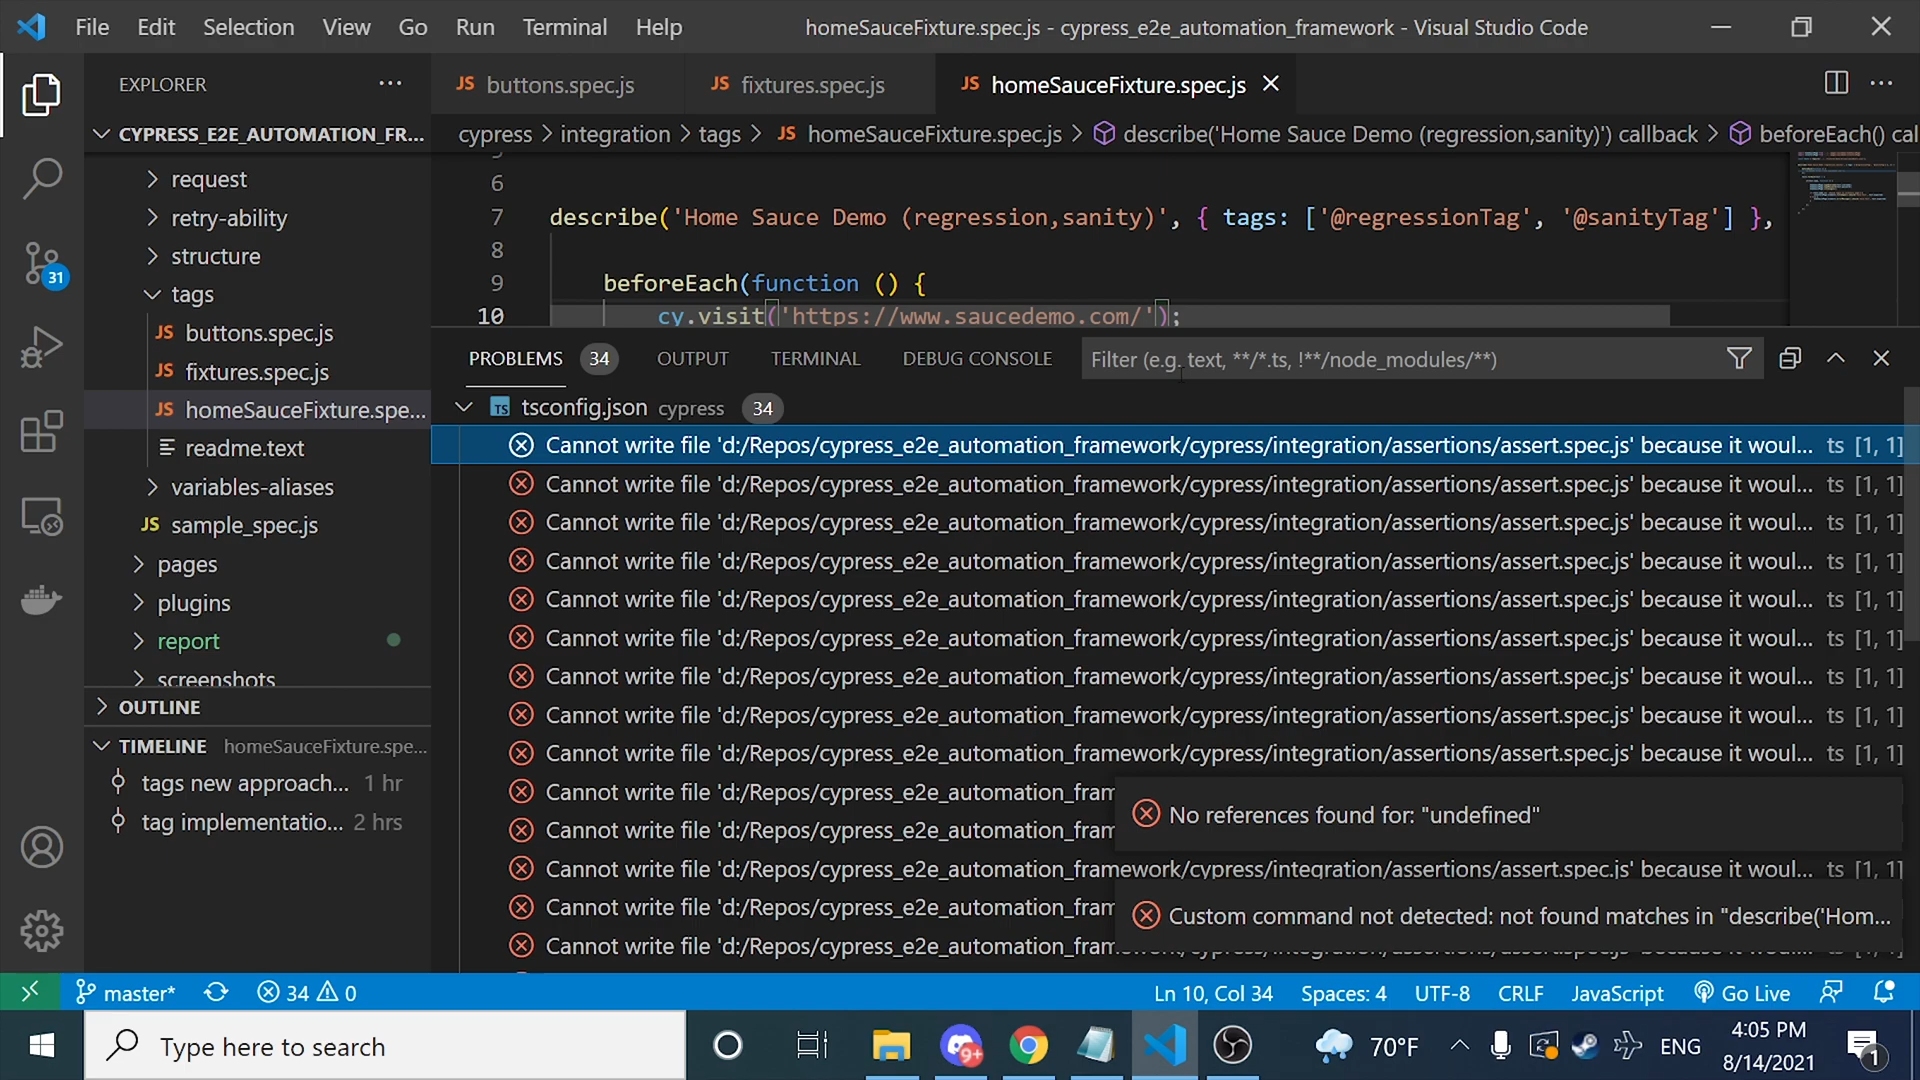 File Edit Selection View Go Run Terminal Help
homeSauceFixture.spec.js - cypress_e2e_automation_framework - Visual Studio Code
EXPLORER
JS buttons.spec.js
JS fixtures.spec.js
JS homeSauceFixture.spec.js
CYPRESS_E2E_AUTOMATION_FR...
cypress > integration > tags > JS homeSauceFixture.spec.js > describe('Home Sauce Demo (regression,sanity)') callback > beforeEach() cal
request
retry-ability
structure
tags
JS buttons.spec.js
JS fixtures.spec.js
JS homeSauceFixture.spe...
readme.text
variables-aliases
JS sample_spec.js
pages
plugins
report
screenshots
OUTLINE
TIMELINE homeSauceFixture.spe...
tags new approach... 1 hr
tag implementatio... 2 hrs
31
6
7 describe('Home Sauce Demo (regression,sanity)', { tags: ['@regressionTag', '@sanityTag'] },
8
9 beforeEach(function () {
10 cy.visit('https://www.saucedemo.com/');
PROBLEMS 34 OUTPUT TERMINAL DEBUG CONSOLE Filter (e.g. text, **/*.ts, !**/node_modules/**)
TS tsconfig.json cypress 34
Cannot write file 'd:/Repos/cypress_e2e_automation_framework/cypress/integration/assertions/assert.spec.js' because it woul... ts [1, 1]
Cannot write file 'd:/Repos/cypress_e2e_automation_framework/cypress/integration/assertions/assert.spec.js' because it woul... ts [1, 1]
Cannot write file 'd:/Repos/cypress_e2e_automation_framework/cypress/integration/assertions/assert.spec.js' because it woul... ts [1, 1]
Cannot write file 'd:/Repos/cypress_e2e_automation_framework/cypress/integration/assertions/assert.spec.js' because it woul... ts [1, 1]
Cannot write file 'd:/Repos/cypress_e2e_automation_framework/cypress/integration/assertions/assert.spec.js' because it woul... ts [1, 1]
Cannot write file 'd:/Repos/cypress_e2e_automation_framework/cypress/integration/assertions/assert.spec.js' because it woul... ts [1, 1]
Cannot write file 'd:/Repos/cypress_e2e_automation_framework/cypress/integration/assertions/assert.spec.js' because it woul... ts [1, 1]
Cannot write file 'd:/Repos/cypress_e2e_automation_framework/cypress/integration/assertions/assert.spec.js' because it woul... ts [1, 1]
Cannot write file 'd:/Repos/cypress_e2e_automation_framework/cypress/integration/assertions/assert.spec.js' because it woul... ts [1, 1]
Cannot write file 'd:/Repos/cypress_e2e_automation_fram
No references found for: "undefined"
Cannot write file 'd:/Repos/cypress_e2e_automation_fram
Cannot write file 'd:/Repos/cypress_e2e_automation_framework/cypress/integration/assertions/assert.spec.js' because it woul... ts [1, 1]
Cannot write file 'd:/Repos/cypress_e2e_automation_fram
Custom command not detected: not found matches in "describe('Hom...
Cannot write file 'd:/Repos/cypress_e2e_automation_framework/cypress/integration/assertions/assert.spec.js' because it woul... ts [1, 1]
master* 34 0 Ln 10, Col 34 Spaces: 4 UTF-8 CRLF JavaScript Go Live
Type here to search
9+
70°F
ENG
4:05 PM
8/14/2021
1